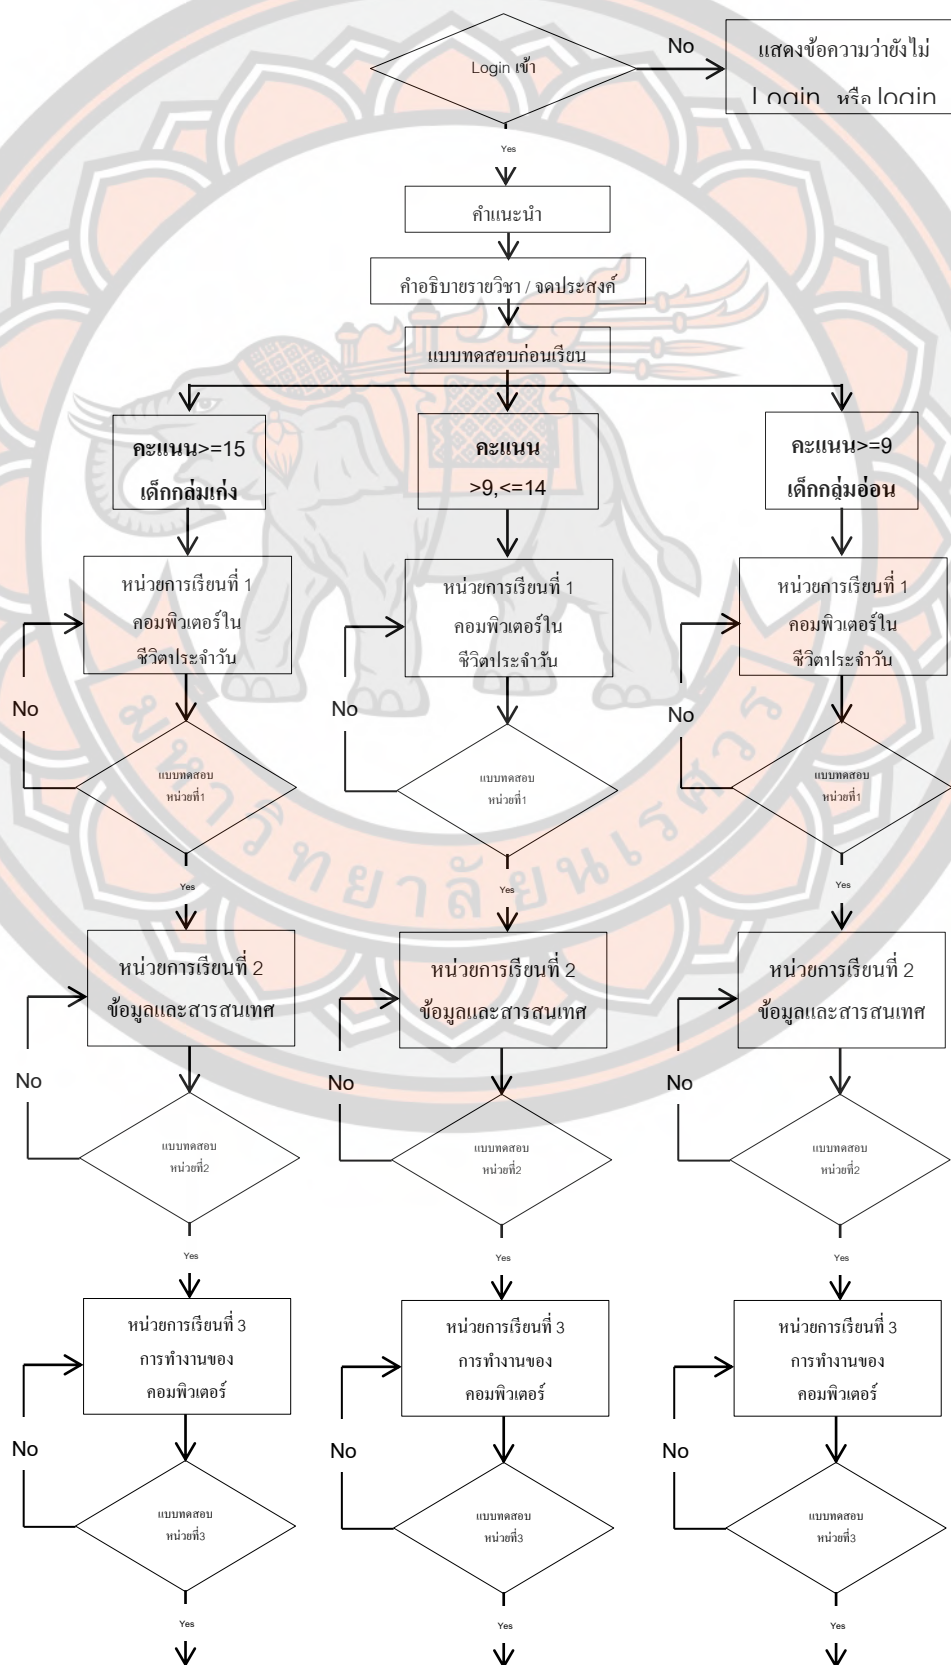 Login เข้า
No
แสดงข้อความว่ายังไม่
Login หรือ login
Yes
คำแนะนำ
คำอธิบายรายวิชา / จดประสงค์
แบบทดสอบก่อนเรียน
คะแนน>=15
เด็กกลุ่มเก่ง
คะแนน
>9,<=14
คะแนน>=9
เด็กกลุ่มอ่อน
หน่วยการเรียนที่ 1
คอมพิวเตอร์ใน
ชีวิตประจำวัน
หน่วยการเรียนที่ 1
คอมพิวเตอร์ใน
ชีวิตประจำวัน
หน่วยการเรียนที่ 1
คอมพิวเตอร์ใน
ชีวิตประจำวัน
No
No
No
แบบทดสอบ
หน่วยที่1
แบบทดสอบ
หน่วยที่1
แบบทดสอบ
หน่วยที่1
มหาวิทยาลัยนเรศวร
Yes
Yes
Yes
หน่วยการเรียนที่ 2
ข้อมูลและสารสนเทศ
หน่วยการเรียนที่ 2
ข้อมูลและสารสนเทศ
หน่วยการเรียนที่ 2
ข้อมูลและสารสนเทศ
No
No
No
แบบทดสอบ
หน่วยที่2
แบบทดสอบ
หน่วยที่2
แบบทดสอบ
หน่วยที่2
Yes
Yes
Yes
หน่วยการเรียนที่ 3
การทำงานของ
คอมพิวเตอร์
หน่วยการเรียนที่ 3
การทำงานของ
คอมพิวเตอร์
หน่วยการเรียนที่ 3
การทำงานของ
คอมพิวเตอร์
No
No
No
แบบทดสอบ
หน่วยที่3
แบบทดสอบ
หน่วยที่3
แบบทดสอบ
หน่วยที่3
Yes
Yes
Yes